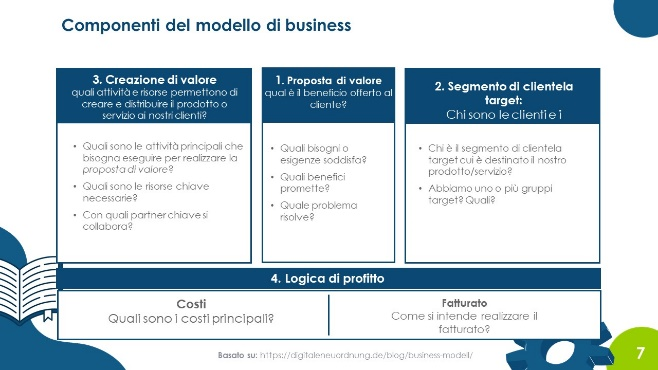 Componenti del modello di business
3. Creazione di valore
quali attività e risorse permettono di
creare e distribuire il prodotto o
servizio ai nostri clienti?
• Quali sono le attività principali che
bisogna eseguire per realizzare la
proposta di valore?
• Quali sono le risorse chiave
necessarie?
• Con quali partner chiave si
collabora?
1. Proposta di valore
qual è il beneficio offerto al
cliente?
• Quali bisogni o
esigenze soddisfa?
• Quali benefici
promette?
• Quale problema
risolve?
2. Segmento di clientela
target:
Chi sono le clienti e i
• Chi è il segmento di clientela
target cui è destinato il nostro
prodotto/servizio?
• Abbiamo uno o più gruppi
target? Quali?
4. Logica di profitto
Costi
Quali sono i costi principali?
Fatturato
Come si intende realizzare il
fatturato?
Basato su: https://digitaleneuordnung.de/blog/business-modell/
7